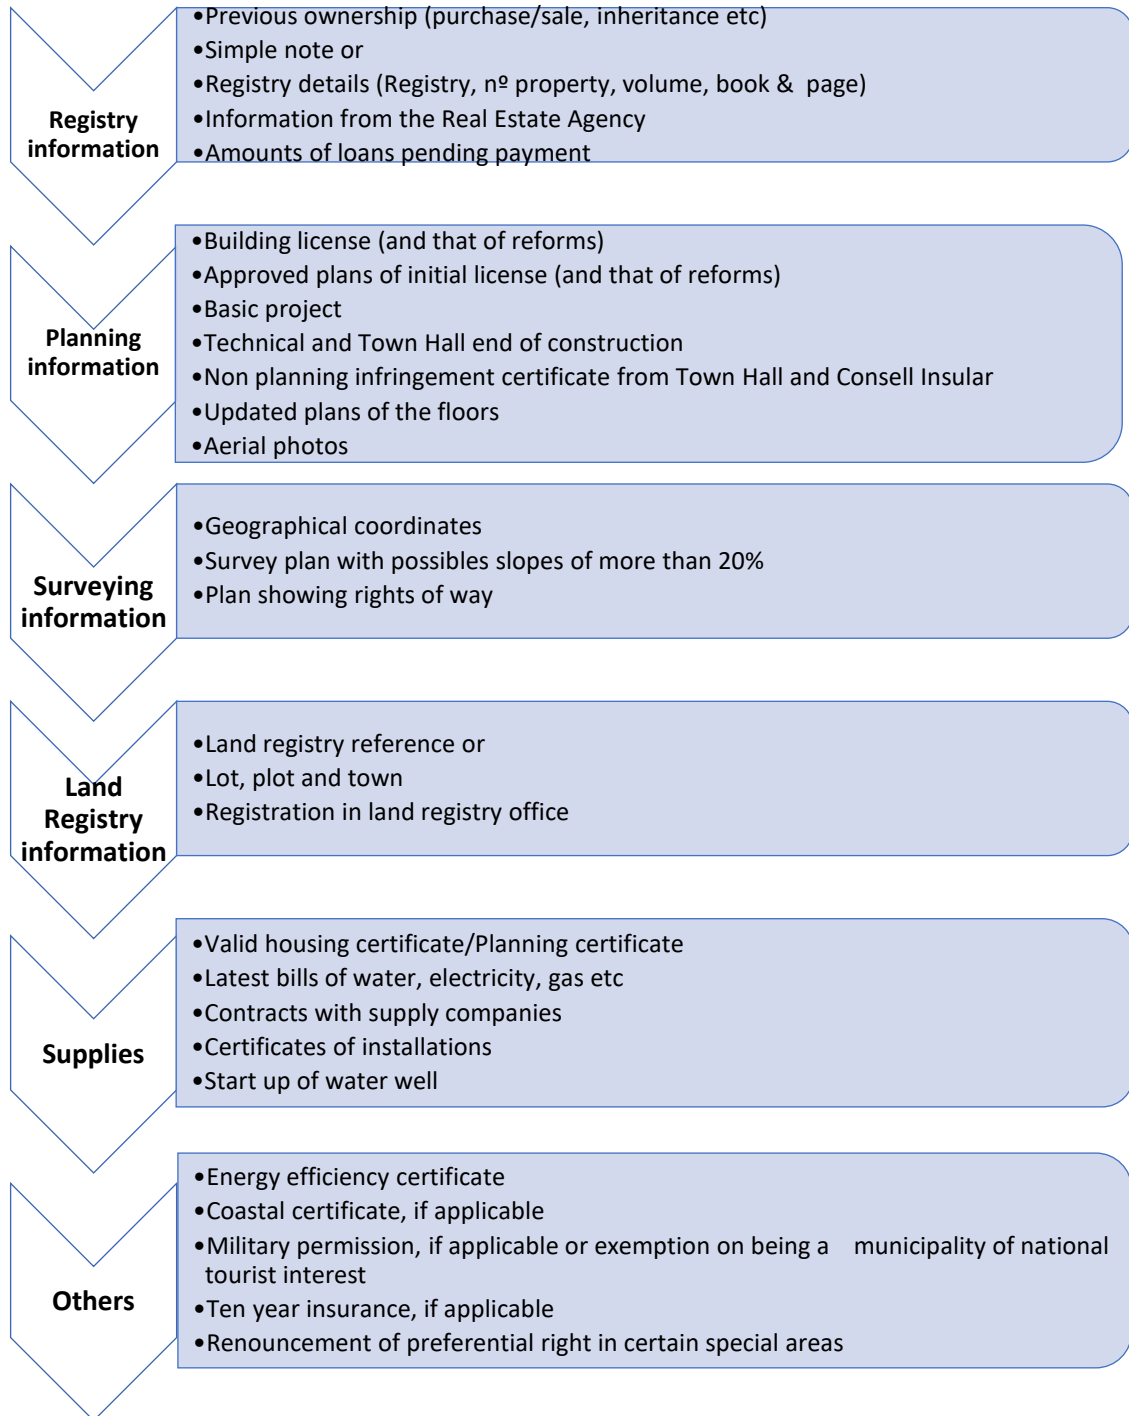 Registry
information
•Previous ownership (purchase/sale, inheritance etc)
•Simple note or
•Registry details (Registry, nº property, volume, book & page)
•Information from the Real Estate Agency
•Amounts of loans pending payment
Planning
information
•Building license (and that of reforms)
•Approved plans of initial license (and that of reforms)
•Basic project
•Technical and Town Hall end of construction
•Non planning infringement certificate from Town Hall and Consell Insular
•Updated plans of the floors
•Aerial photos
Surveying
information
•Geographical coordinates
•Survey plan with possibles slopes of more than 20%
•Plan showing rights of way
Land
Registry
information
•Land registry reference or
•Lot, plot and town
•Registration in land registry office
Supplies
•Valid housing certificate/Planning certificate
•Latest bills of water, electricity, gas etc
•Contracts with supply companies
•Certificates of installations
•Start up of water well
Others
•Energy efficiency certificate
•Coastal certificate, if applicable
•Military permission, if applicable or exemption on being a municipality of national
tourist interest
•Ten year insurance, if applicable
•Renouncement of preferential right in certain special areas